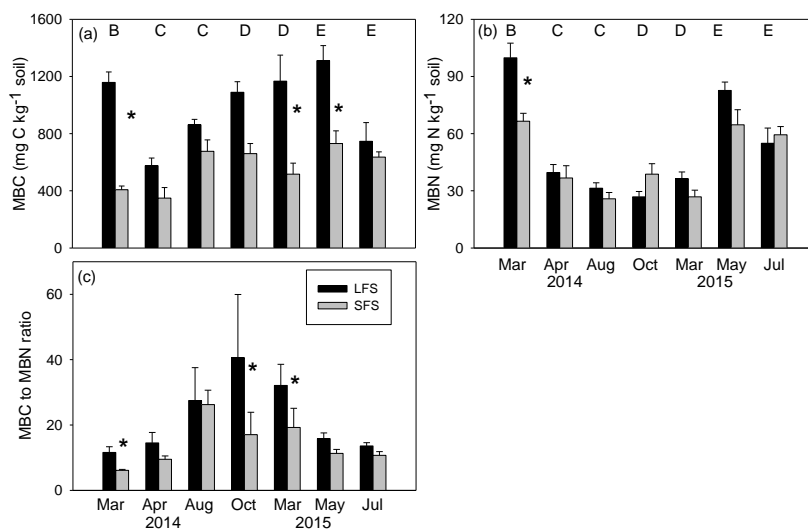 (a) B C C D D E E
1600
1200
800
400
0
MBC (mg C kg⁻¹ soil)
* * *
(b) B C C D D E E
120
90
60
30
0
MBN (mg N kg⁻¹ soil)
*
Mar Apr Aug Oct Mar May Jul
2014 2015
(c)
LFS
SFS
60
40
20
0
MBC to MBN ratio
* * *
Mar Apr Aug Oct Mar May Jul
2014 2015